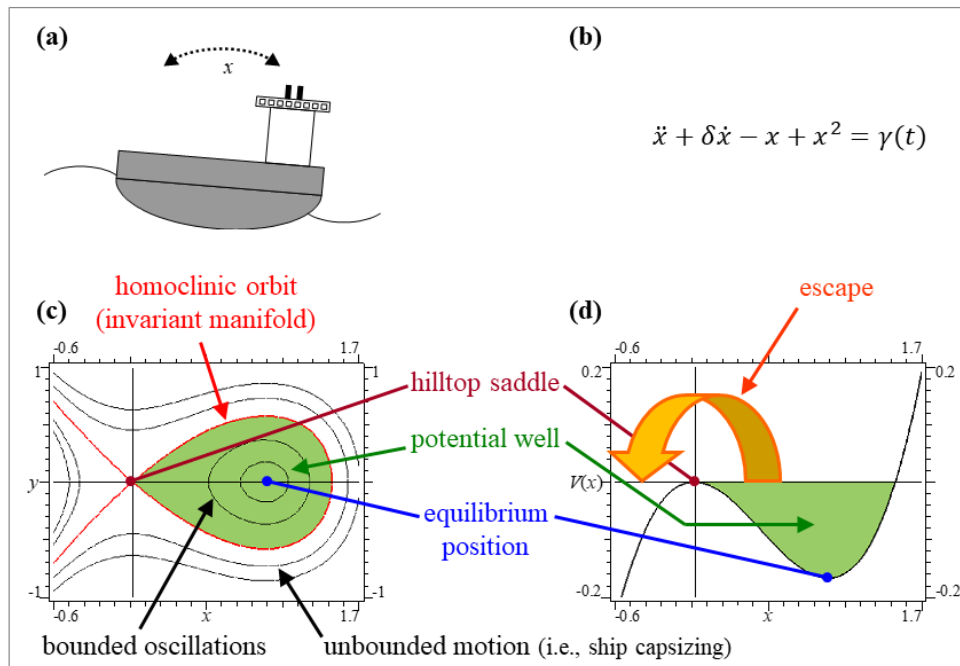 (a)
x
(b)
ẍ + δẋ − x + x² = γ(t)
homoclinic orbit
(invariant manifold)
escape
(c)
(d)
-0.6
1.7
-0.6
1.7
1
1
0.2
0.2
hilltop saddle
potential well
y
V(x)
equilibrium
position
-1
-1
-0.2
-0.2
-0.6
x
1.7
-0.6
x
1.7
bounded oscillations
unbounded motion (i.e., ship capsizing)